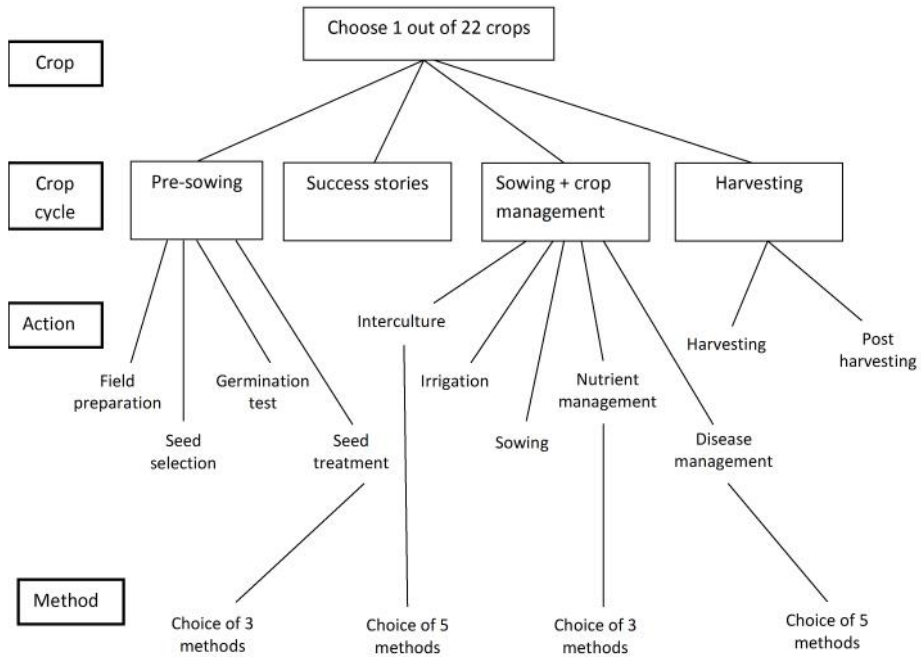 Choose 1 out of 22 crops
Crop
Crop
cycle
Pre-sowing
Success stories
Sowing + crop
management
Harvesting
Action
Interculture
Harvesting
Post
harvesting
Field
preparation
Germination
test
Irrigation
Nutrient
management
Seed
selection
Seed
treatment
Sowing
Disease
management
Method
Choice of 3
methods
Choice of 5
methods
Choice of 3
methods
Choice of 5
methods